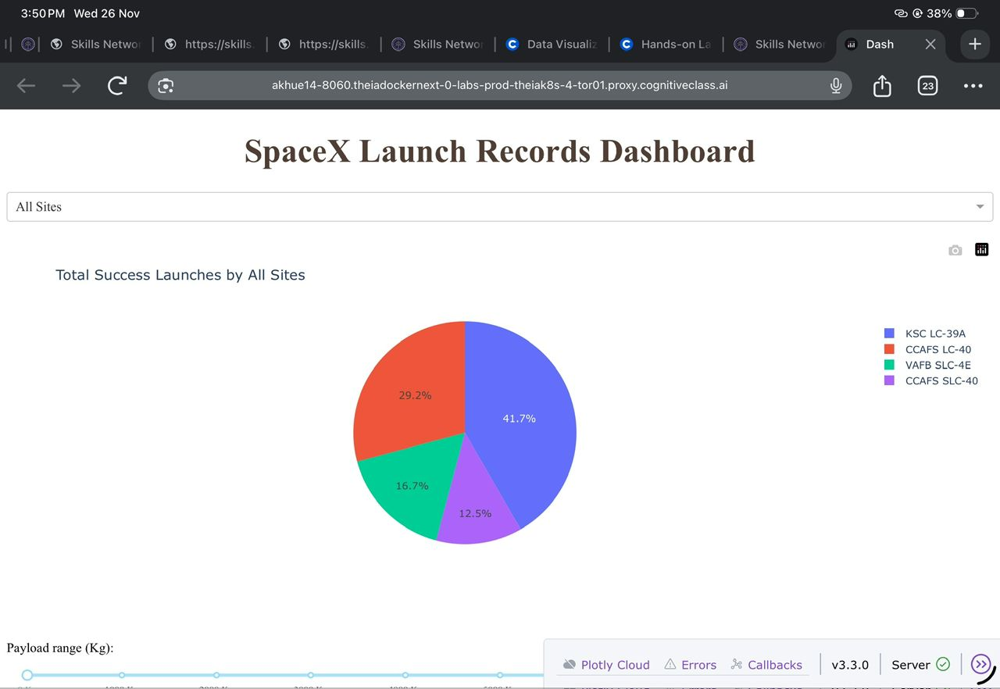 3:50 PM Wed 26 Nov
38%
Skills Networ
https://skills.
https://skills.
Skills Networ
Data Visualiz
Hands-on La
Skills Networ
Dash
akhue14-8060.theiadockernext-0-labs-prod-theiak8s-4-tor01.proxy.cognitiveclass.ai
23
SpaceX Launch Records Dashboard
All Sites
Total Success Launches by All Sites
KSC LC-39A
CCAFS LC-40
VAFB SLC-4E
CCAFS SLC-40
29.2%
41.7%
16.7%
12.5%
Payload range (Kg):
Plotly Cloud
Errors
Callbacks
v3.3.0
Server